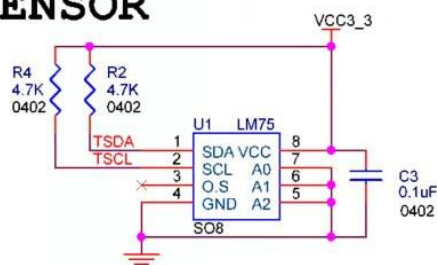 ENSOR
VCC3_3
R4
4.7K
0402
R2
4.7K
0402
U1 LM75
TSDA 1 SDA VCC 8
TSCL 2 SCL A0 7
3 O.S A1 6
4 GND A2 5
SO8
C3
0.1uF
0402